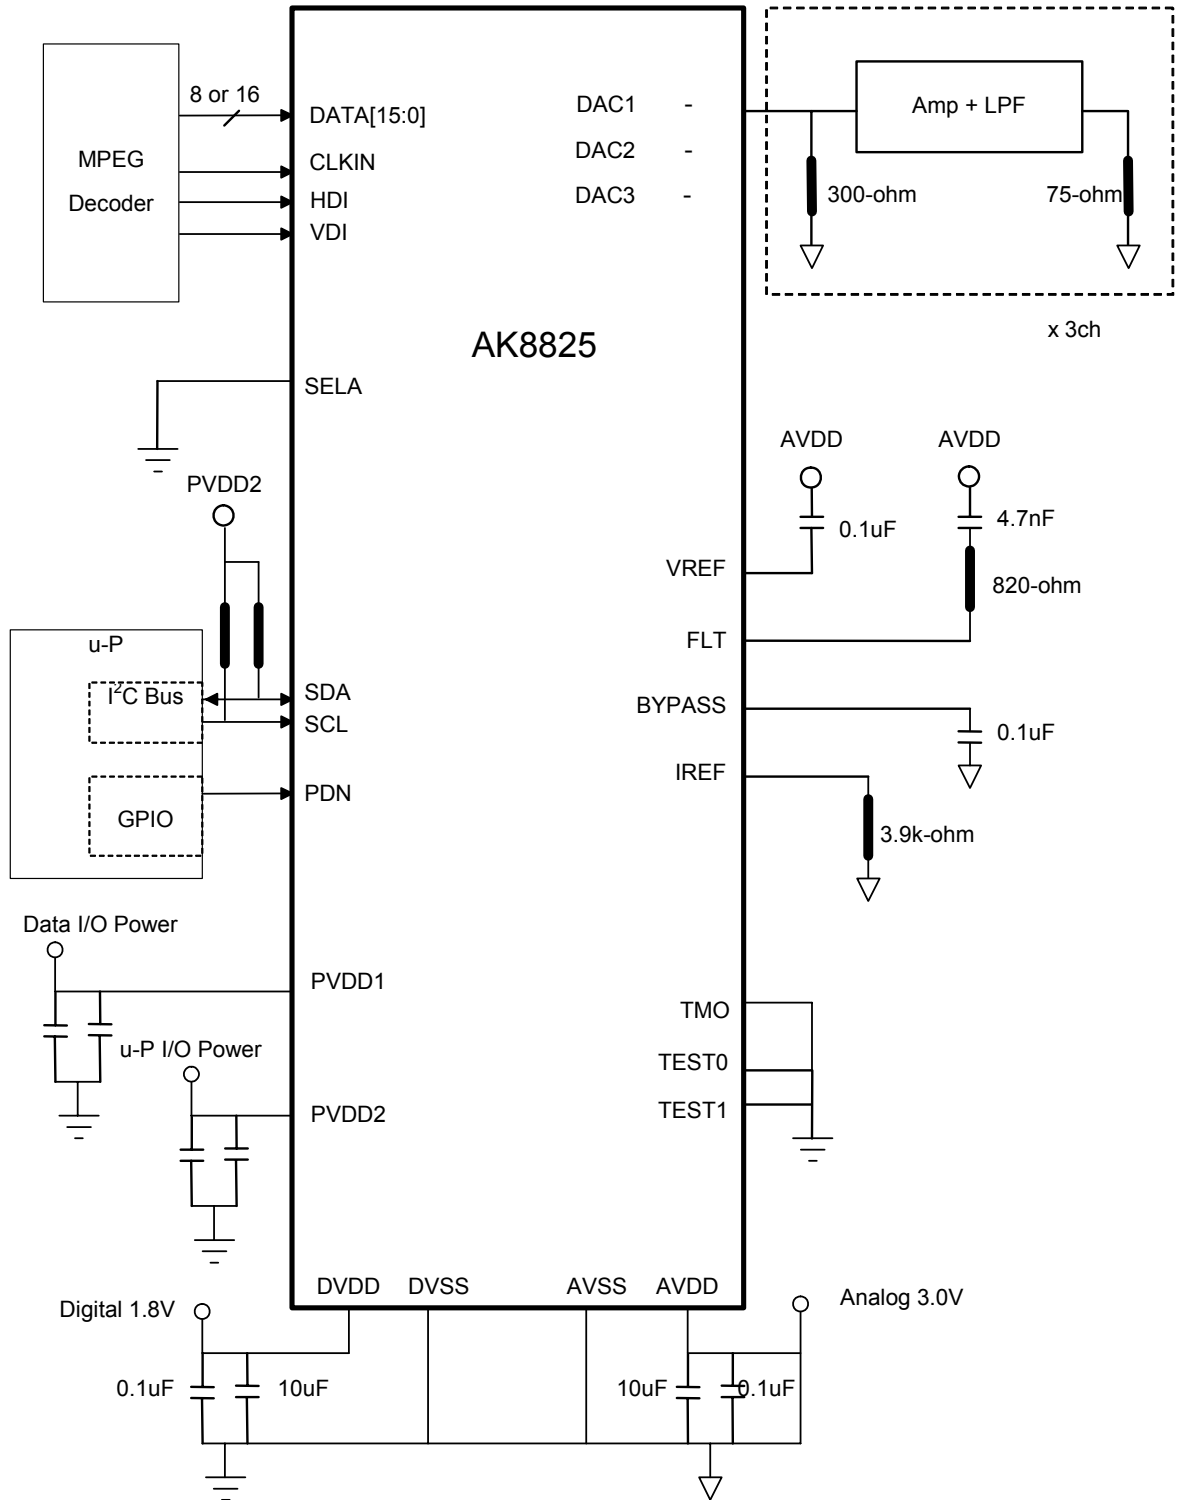 8 or 16
MPEG
Decoder
DATA[15:0]
CLKIN
HDI
VDI
DAC1 -
DAC2 -
DAC3 -
Amp + LPF
300-ohm
75-ohm
x 3ch
AK8825
SELA
PVDD2
AVDD
AVDD
0.1uF
4.7nF
VREF
820-ohm
FLT
u-P
I²C Bus
SDA
SCL
BYPASS
0.1uF
IREF
GPIO
PDN
3.9k-ohm
Data I/O Power
PVDD1
TMO
u-P I/O Power
TEST0
PVDD2
TEST1
DVDD
DVSS
AVSS
AVDD
Digital 1.8V
Analog 3.0V
0.1uF
10uF
10uF
0.1uF